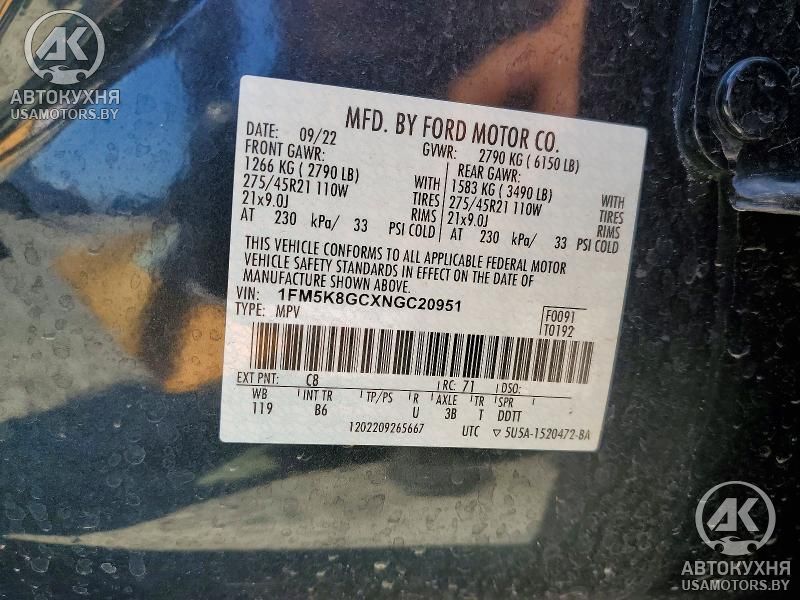 AK
АВТОКУХНЯ
USAMOTORS.BY
MFD. BY FORD MOTOR CO.
DATE: 09/22 GVWR: 2790 KG ( 6150 LB)
FRONT GAWR: REAR GAWR:
1266 KG ( 2790 LB) WITH 1583 KG ( 3490 LB) WITH
275/45R21 110W TIRES 275/45R21 110W TIRES
21x9.0J RIMS 21x9.0J RIMS
AT 230 kPa/ 33 PSI COLD AT 230 kPa/ 33 PSI COLD
THIS VEHICLE CONFORMS TO ALL APPLICABLE FEDERAL MOTOR
VEHICLE SAFETY STANDARDS IN EFFECT ON THE DATE OF
MANUFACTURE SHOWN ABOVE.
VIN: 1FM5K8GCXNGC20951 F0091
TYPE: MPV T0192
EXT PNT: C8 RC: 71 DSO:
WB INT TR TP/PS R AXLE TR SPR
119 B6 U 3B T DDTT
1202209265667 UTC ▽ 5U5A-1520472-BA
AK
АВТОКУХНЯ
USAMOTORS.BY